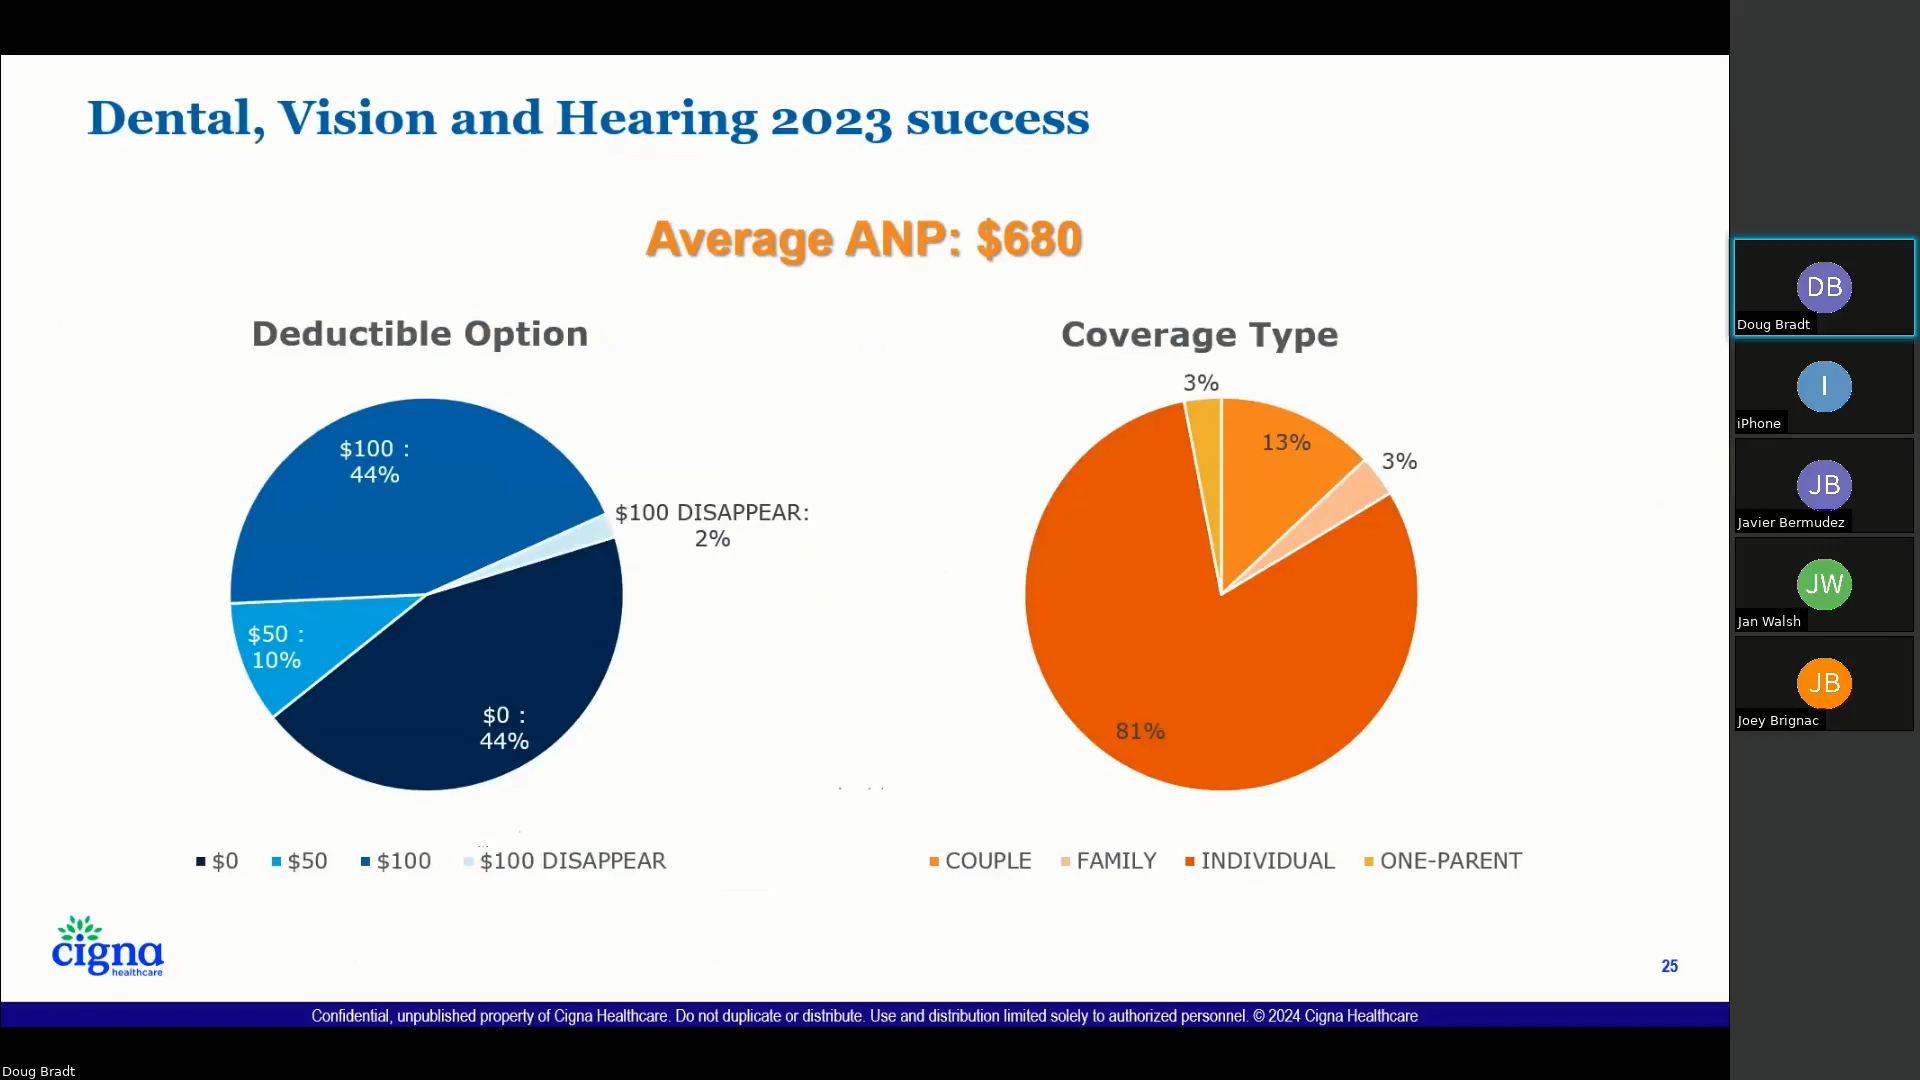 Dental, Vision and Hearing 2023 success
Average ANP: $680
Deductible Option
$100 :
44%
$100 DISAPPEAR:
2%
$50 :
10%
$0 :
44%
$0
$50
$100
$100 DISAPPEAR
Coverage Type
3%
13%
3%
81%
COUPLE
FAMILY
INDIVIDUAL
ONE-PARENT
cigna
healthcare
25
Confidential, unpublished property of Cigna Healthcare. Do not duplicate or distribute. Use and distribution limited solely to authorized personnel. © 2024 Cigna Healthcare
DB
Doug Bradt
I
iPhone
JB
Javier Bermudez
JW
Jan Walsh
JB
Joey Brignac
Doug Bradt